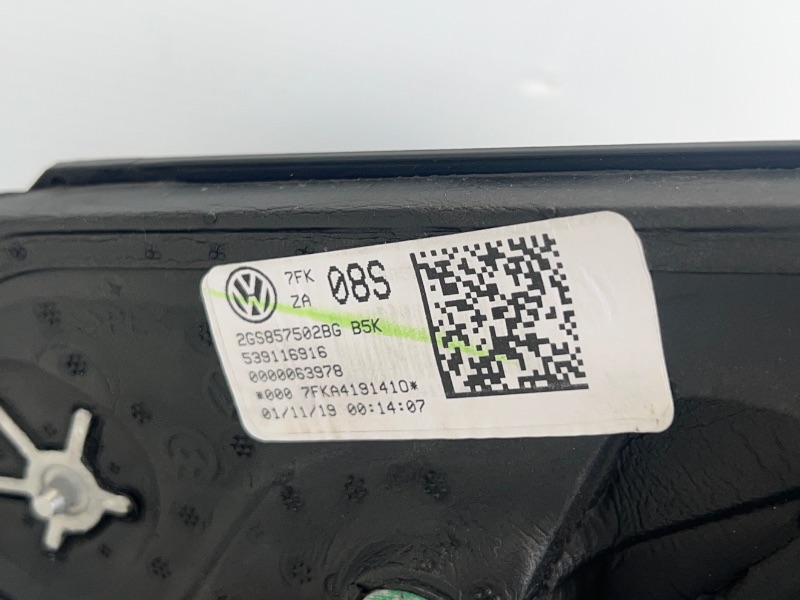 7FK
ZA 08S
2GS857502BG B5K
539116916
0000063978
*000 7FKA4191410*
01/11/19 00:14:07